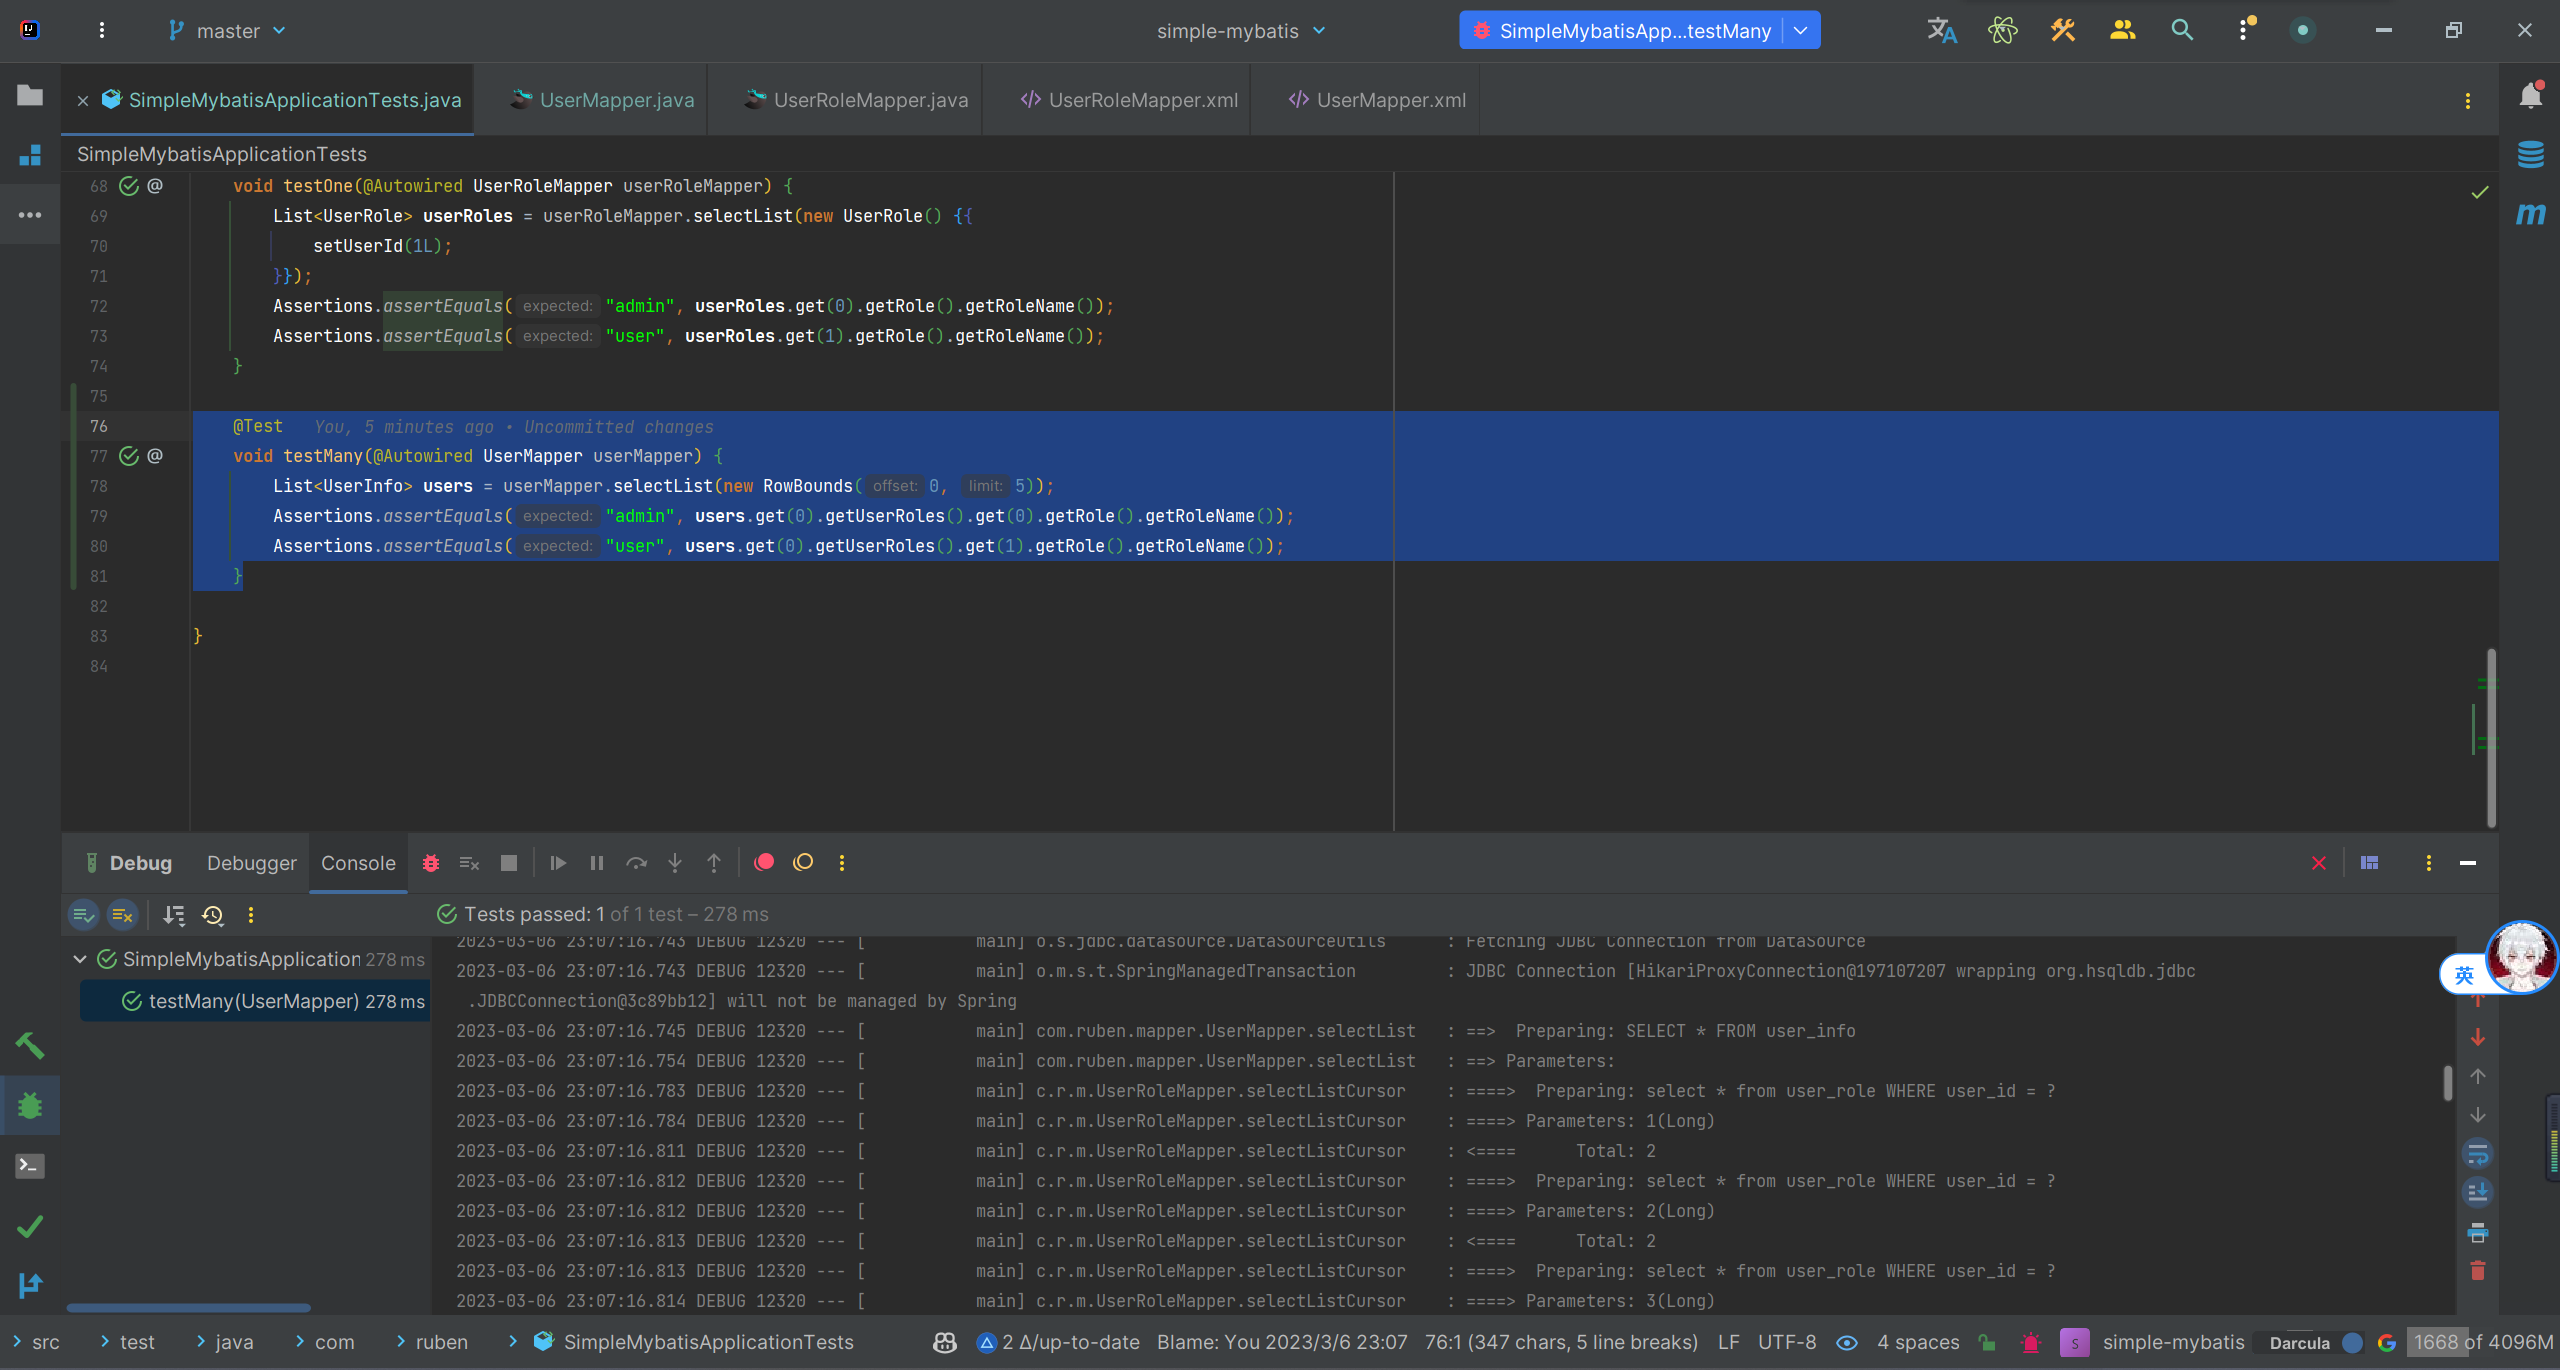 master
simple-mybatis
SimpleMybatisApp...testMany
SimpleMybatisApplicationTests.java
UserMapper.java
UserRoleMapper.java
UserRoleMapper.xml
UserMapper.xml
SimpleMybatisApplicationTests
68 @ void testOne(@Autowired UserRoleMapper userRoleMapper) {
69 List<UserRole> userRoles = userRoleMapper.selectList(new UserRole() {{
70 setUserId(1L);
71 }});
72 Assertions.assertEquals( expected: "admin", userRoles.get(0).getRole().getRoleName());
73 Assertions.assertEquals( expected: "user", userRoles.get(1).getRole().getRoleName());
74 }
75
76 @Test You, 5 minutes ago • Uncommitted changes
77 @ void testMany(@Autowired UserMapper userMapper) {
78 List<UserInfo> users = userMapper.selectList(new RowBounds( offset: 0, limit: 5));
79 Assertions.assertEquals( expected: "admin", users.get(0).getUserRoles().get(0).getRole().getRoleName());
80 Assertions.assertEquals( expected: "user", users.get(0).getUserRoles().get(1).getRole().getRoleName());
81 }
82
83 }
84
m
Debug Debugger Console
Tests passed: 1 of 1 test – 278 ms
SimpleMybatisApplication 278 ms
testMany(UserMapper) 278 ms
2023-03-06 23:07:16.743 DEBUG 12320 --- [ main] o.s.jdbc.datasource.DataSourceUtils : Fetching JDBC Connection from DataSource
2023-03-06 23:07:16.743 DEBUG 12320 --- [ main] o.m.s.t.SpringManagedTransaction : JDBC Connection [HikariProxyConnection@197107207 wrapping org.hsqldb.jdbc
.JDBCConnection@3c89bb12] will not be managed by Spring
2023-03-06 23:07:16.745 DEBUG 12320 --- [ main] com.ruben.mapper.UserMapper.selectList : ==> Preparing: SELECT * FROM user_info
2023-03-06 23:07:16.754 DEBUG 12320 --- [ main] com.ruben.mapper.UserMapper.selectList : ==> Parameters:
2023-03-06 23:07:16.783 DEBUG 12320 --- [ main] c.r.m.UserRoleMapper.selectListCursor : ====> Preparing: select * from user_role WHERE user_id = ?
2023-03-06 23:07:16.784 DEBUG 12320 --- [ main] c.r.m.UserRoleMapper.selectListCursor : ====> Parameters: 1(Long)
2023-03-06 23:07:16.811 DEBUG 12320 --- [ main] c.r.m.UserRoleMapper.selectListCursor : <==== Total: 2
2023-03-06 23:07:16.812 DEBUG 12320 --- [ main] c.r.m.UserRoleMapper.selectListCursor : ====> Preparing: select * from user_role WHERE user_id = ?
2023-03-06 23:07:16.812 DEBUG 12320 --- [ main] c.r.m.UserRoleMapper.selectListCursor : ====> Parameters: 2(Long)
2023-03-06 23:07:16.813 DEBUG 12320 --- [ main] c.r.m.UserRoleMapper.selectListCursor : <==== Total: 2
2023-03-06 23:07:16.813 DEBUG 12320 --- [ main] c.r.m.UserRoleMapper.selectListCursor : ====> Preparing: select * from user_role WHERE user_id = ?
2023-03-06 23:07:16.814 DEBUG 12320 --- [ main] c.r.m.UserRoleMapper.selectListCursor : ====> Parameters: 3(Long)
英
src > test > java > com > ruben > SimpleMybatisApplicationTests
2 Δ/up-to-date Blame: You 2023/3/6 23:07 76:1 (347 chars, 5 line breaks) LF UTF-8 4 spaces S simple-mybatis Darcula 1668 of 4096M